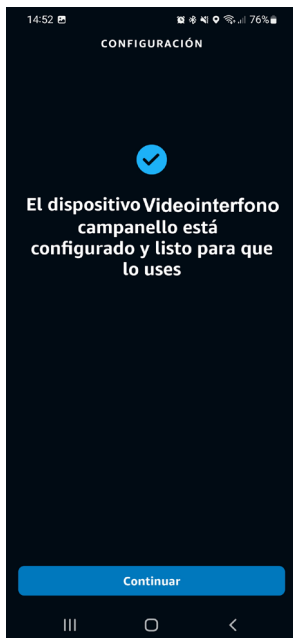 14:52 76%
CONFIGURACIÓN
El dispositivo Videointerfono
campanello está
configurado y listo para que
lo uses
Continuar